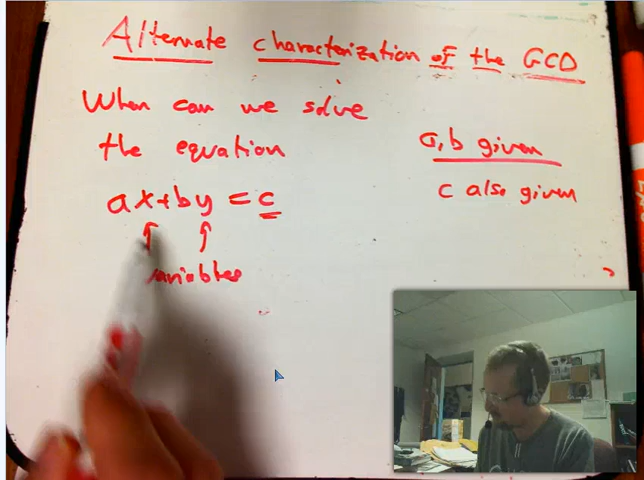 Alternate characterization of the GCD
When can we solve
the equation
ax+by = c
variables
a, b given
c also given